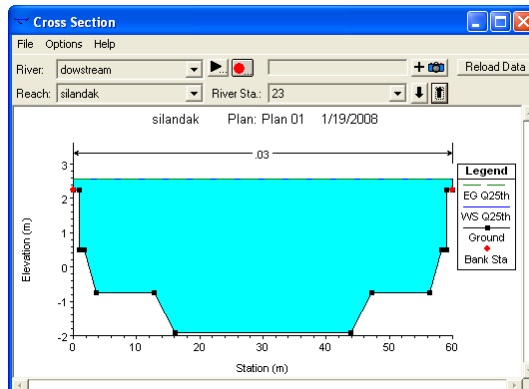 Cross Section
File Options Help
River: dowstream
Reload Data
Reach: silandak River Sta.: 23
silandak Plan: Plan 01 1/19/2008
.03
3
2
1
0
-1
-2
Elevation (m)
0 10 20 30 40 50 60
Station (m)
Legend
EG Q25th
WS Q25th
Ground
Bank Sta